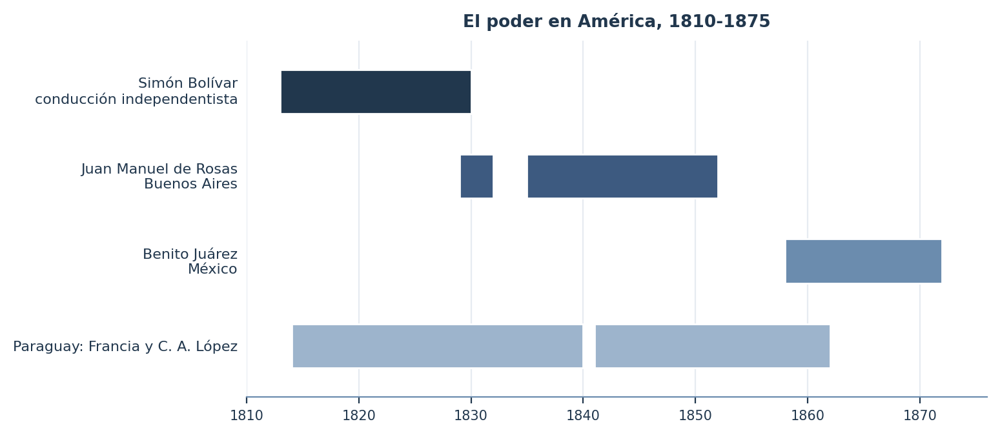 El poder en América, 1810-1875
Simón Bolívar
conducción independentista
Juan Manuel de Rosas
Buenos Aires
Benito Juárez
México
Paraguay: Francia y C. A. López
1810 1820 1830 1840 1850 1860 1870